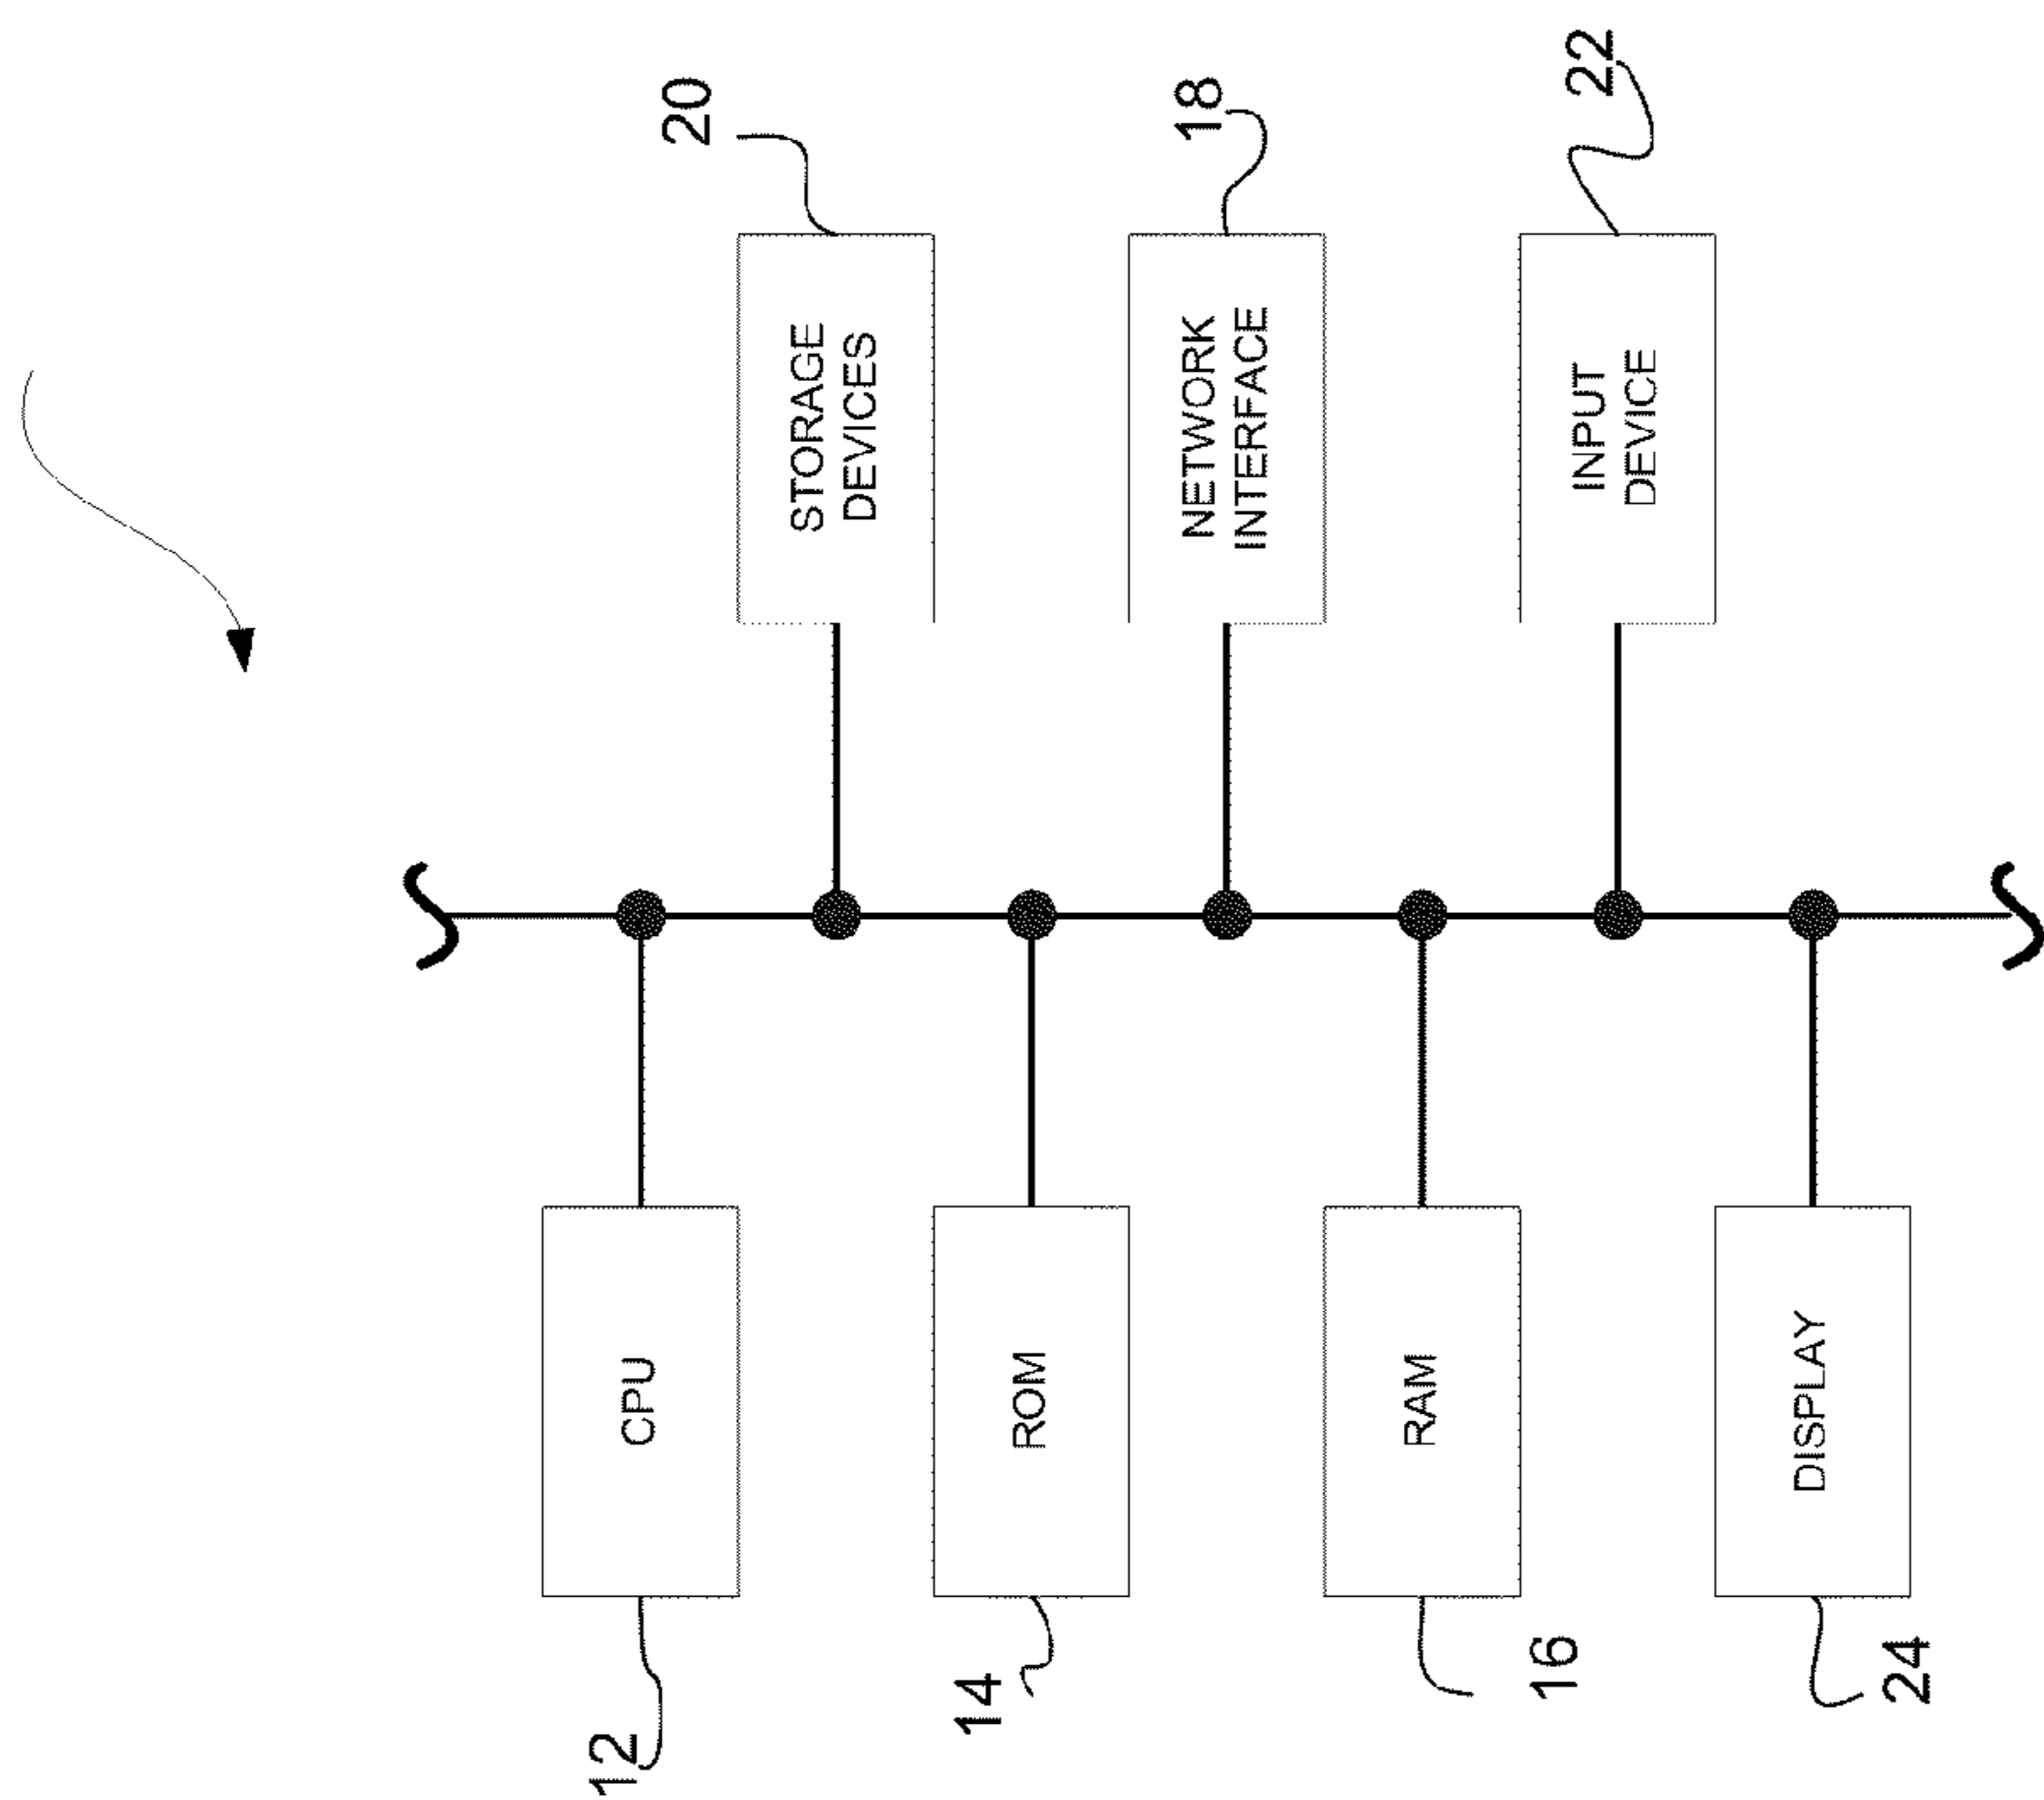 12
CPU
20
STORAGE
DEVICES
14
ROM
18
NETWORK
INTERFACE
16
RAM
22
INPUT
DEVICE
24
DISPLAY